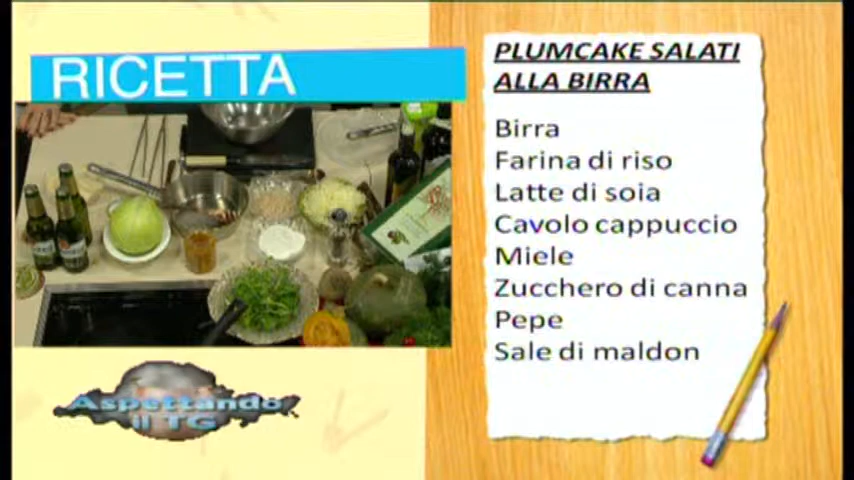 RICETTA
PLUMCAKE SALATI
ALLA BIRRA
Birra
Farina di riso
Latte di soia
Cavolo cappuccio
Miele
Zucchero di canna
Pepe
Sale di maldon
Aspettando
il TG